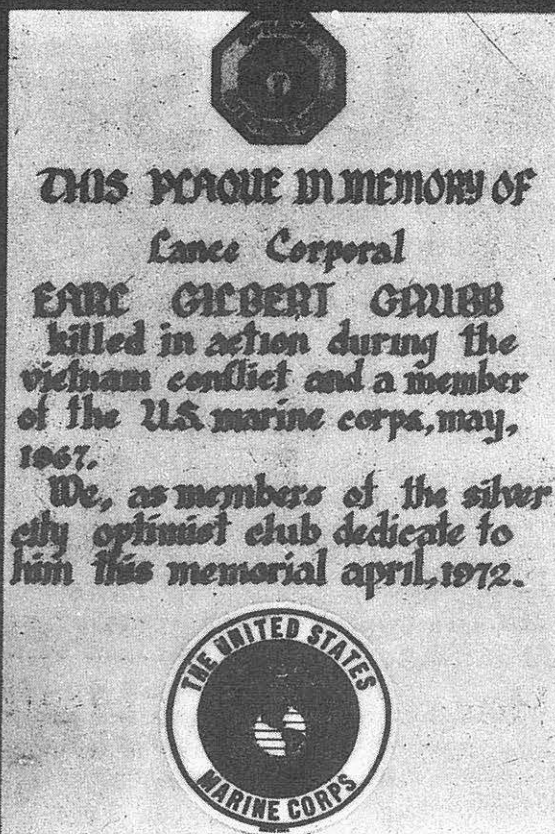 THIS PLAQUE IN MEMORY OF
Lance Corporal
EARL GILBERT GRUBB
killed in action during the
vietnam conflict and a member
of the U.S. marine corps, may,
1967.
We, as members of the silver
city optimist club dedicate to
him this memorial april, 1972.
THE UNITED STATES
MARINE CORPS